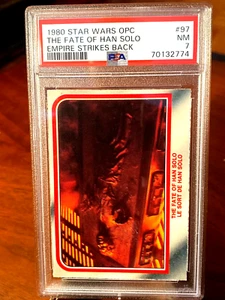 1980 STAR WARS OPC #97
THE FATE OF HAN SOLO NM
EMPIRE STRIKES BACK 7
PSA 70132774
THE FATE OF HAN SOLO
LE SORT DE HAN SOLO